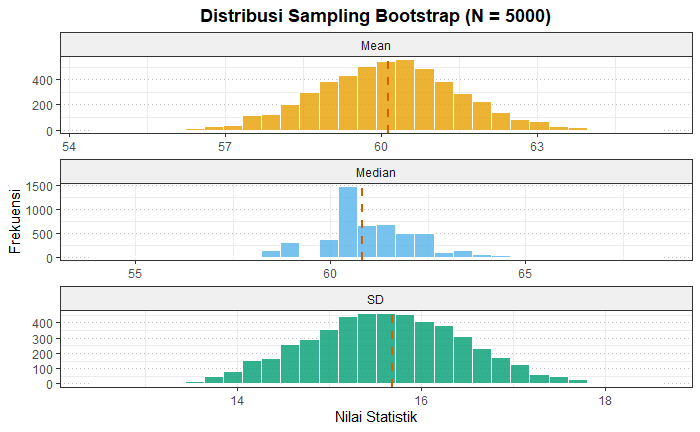 Distribusi Sampling Bootstrap (N = 5000)
Mean
400
200
0
54 57 60 63
Median
1500
1000
500
0
55 60 65
Frekuensi
SD
400
300
200
100
0
14 16 18
Nilai Statistik